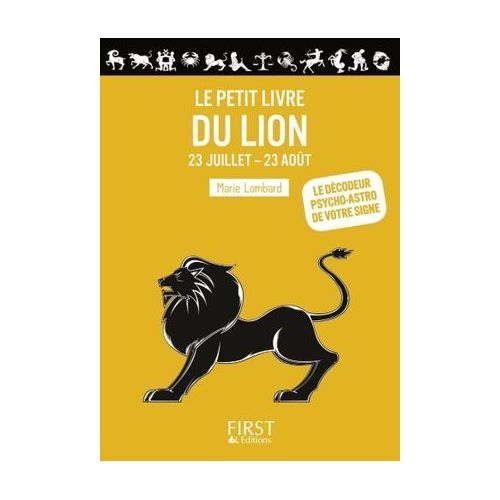 LE PETIT LIVRE
DU LION
23 JUILLET – 23 AOÛT
Marie Lombard
LE DÉCODEUR
PSYCHO-ASTRO
DE VOTRE SIGNE
FIRST
Editions